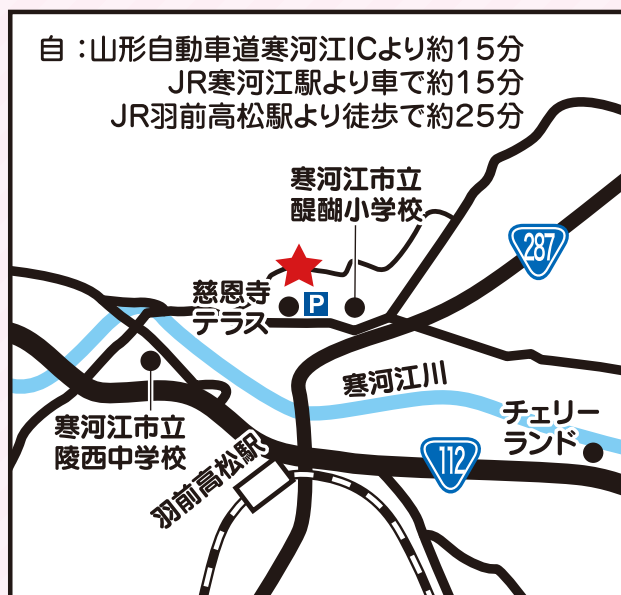 自：山形自動車道寒河江ICより約15分
JR寒河江駅より車で約15分
JR羽前高松駅より徒歩で約25分
寒河江市立
醍醐小学校
287
慈恩寺
テラス
P
寒河江川
チェリー
ランド
寒河江市立
陵西中学校
112
羽前高松駅